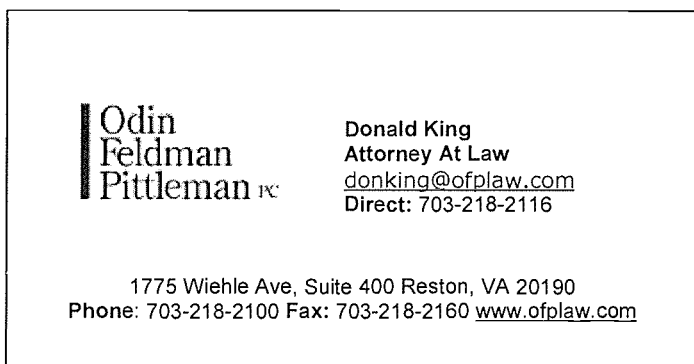 Odin
Feldman
Pittleman PC
Donald King
Attorney At Law
donking@ofplaw.com
Direct: 703-218-2116
1775 Wiehle Ave, Suite 400 Reston, VA 20190
Phone: 703-218-2100 Fax: 703-218-2160 www.ofplaw.com